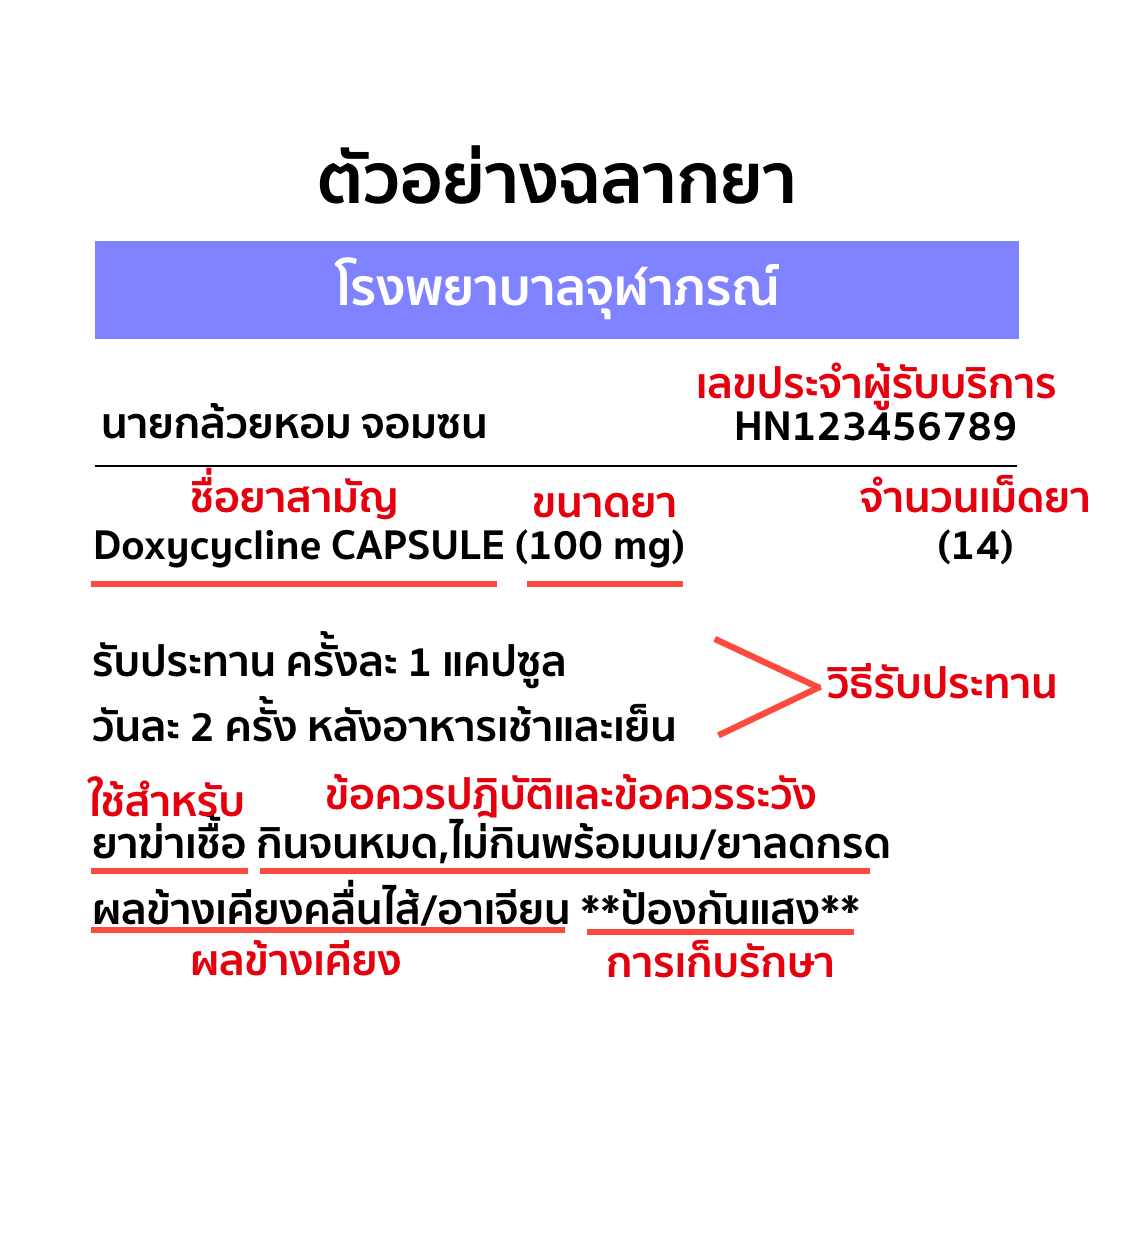 ตัวอย่างฉลากยา
โรงพยาบาลจุฬาภรณ์
เลขประจำผู้รับบริการ
นายกล้วยหอม จอมซน HN123456789
ชื่อยาสามัญ ขนาดยา จำนวนเม็ดยา
Doxycycline CAPSULE (100 mg) (14)
รับประทาน ครั้งละ 1 แคปซูล
วิธีรับประทาน
วันละ 2 ครั้ง หลังอาหารเช้าและเย็น
ใช้สำหรับ ข้อควรปฎิบัติและข้อควรระวัง
ยาฆ่าเชื้อ กินจนหมด,ไม่กินพร้อมนม/ยาลดกรด
ผลข้างเคียงคลื่นไส้/อาเจียน **ป้องกันแสง**
ผลข้างเคียง การเก็บรักษา